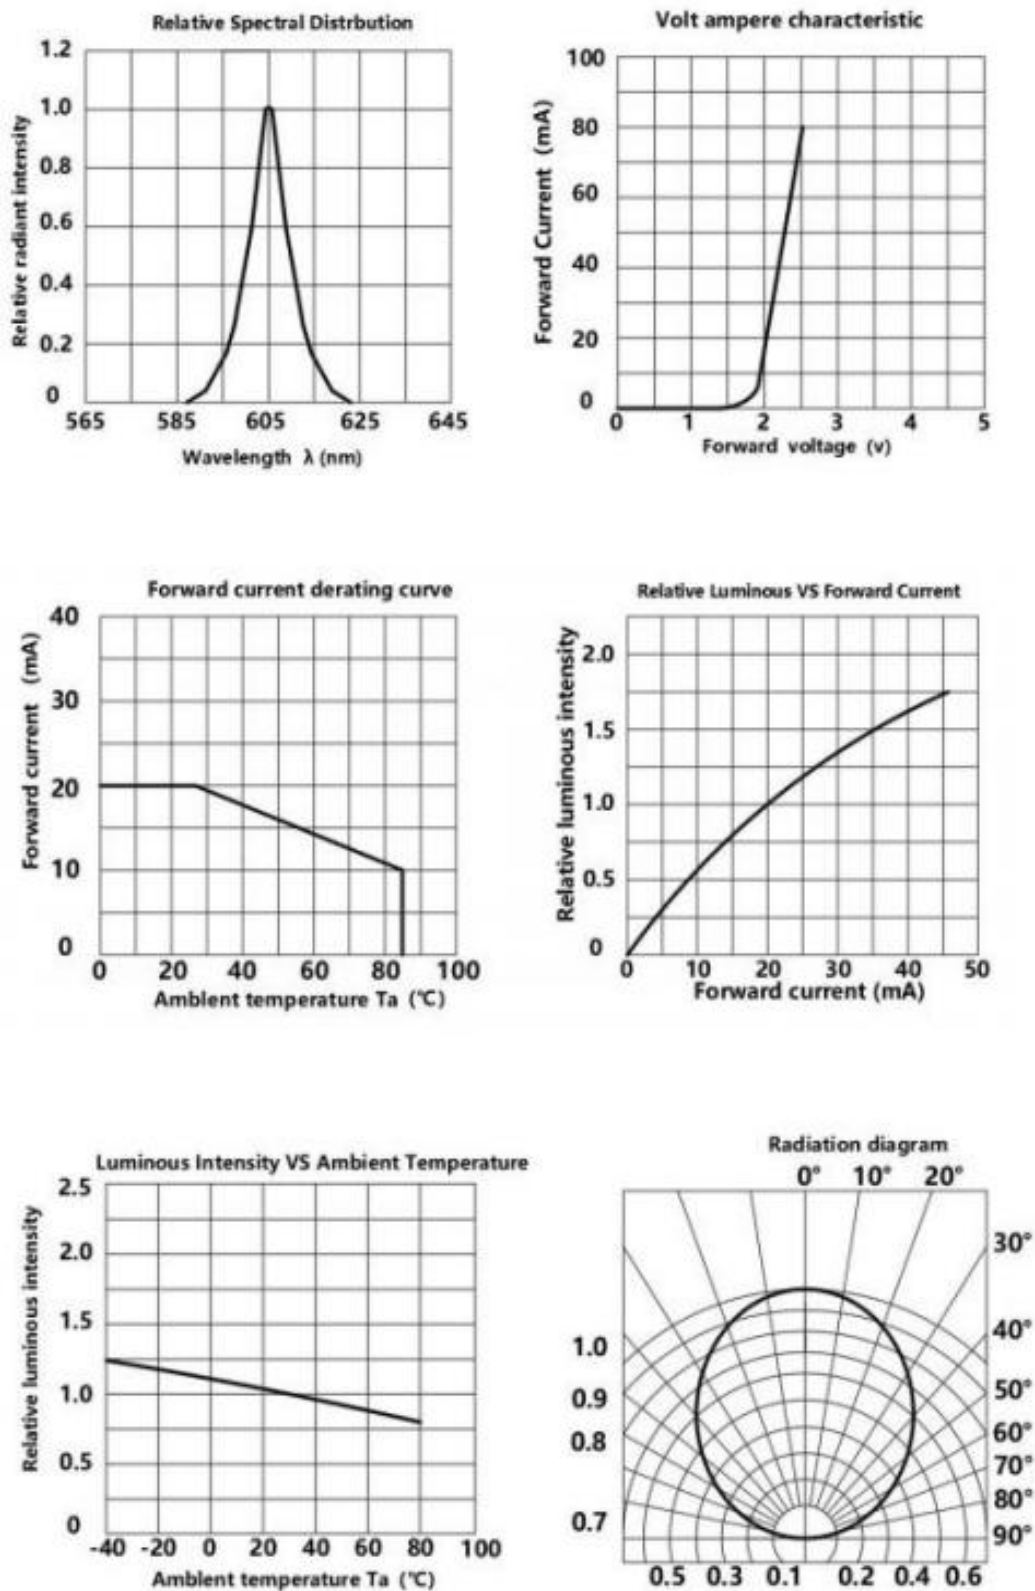 Relative Spectral Distrbution
1.2
1.0
0.8
0.6
0.4
0.2
0
565 585 605 625 645
Relative radiant intensity
Wavelength λ (nm)
Volt ampere characteristic
100
80
60
40
20
0
0 1 2 3 4 5
Forward Current (mA)
Forward voltage (v)
Forward current derating curve
40
30
20
10
0
0 20 40 60 80 100
Forward current (mA)
Amblent temperature Ta (℃)
Relative Luminous VS Forward Current
2.0
1.5
1.0
0.5
0
0 10 20 30 40 50
Relative luminous intensity
Forward current (mA)
Luminous Intensity VS Ambient Temperature
2.5
2.0
1.5
1.0
0.5
0
-40 -20 0 20 40 60 80 100
Relative luminous intensity
Amblent temperature Ta (℃)
Radiation diagram
0° 10° 20°
30°
40°
50°
60°
70°
80°
90°
1.0
0.9
0.8
0.7
0.5 0.3 0.1 0.2 0.4 0.6